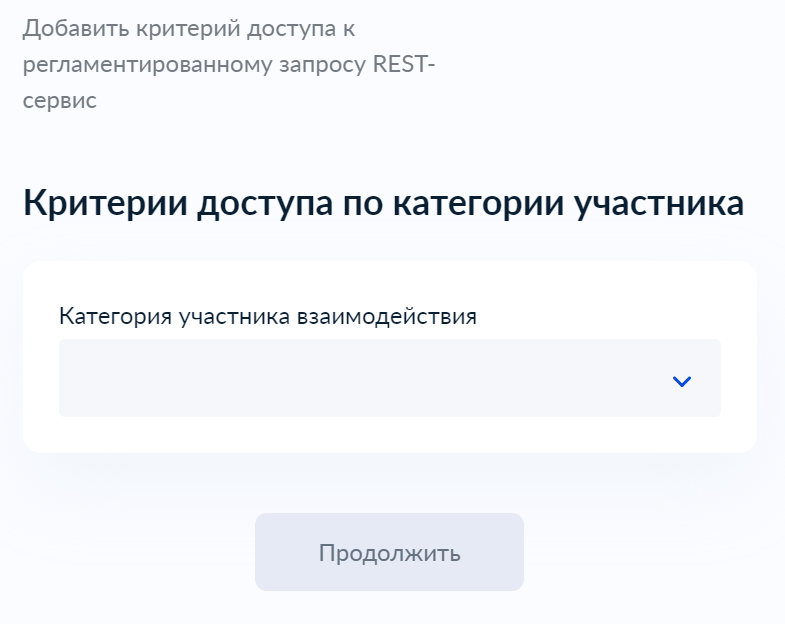 Добавить критерий доступа к
регламентированному запросу REST-
сервис
Критерии доступа по категории участника
Категория участника взаимодействия
Продолжить